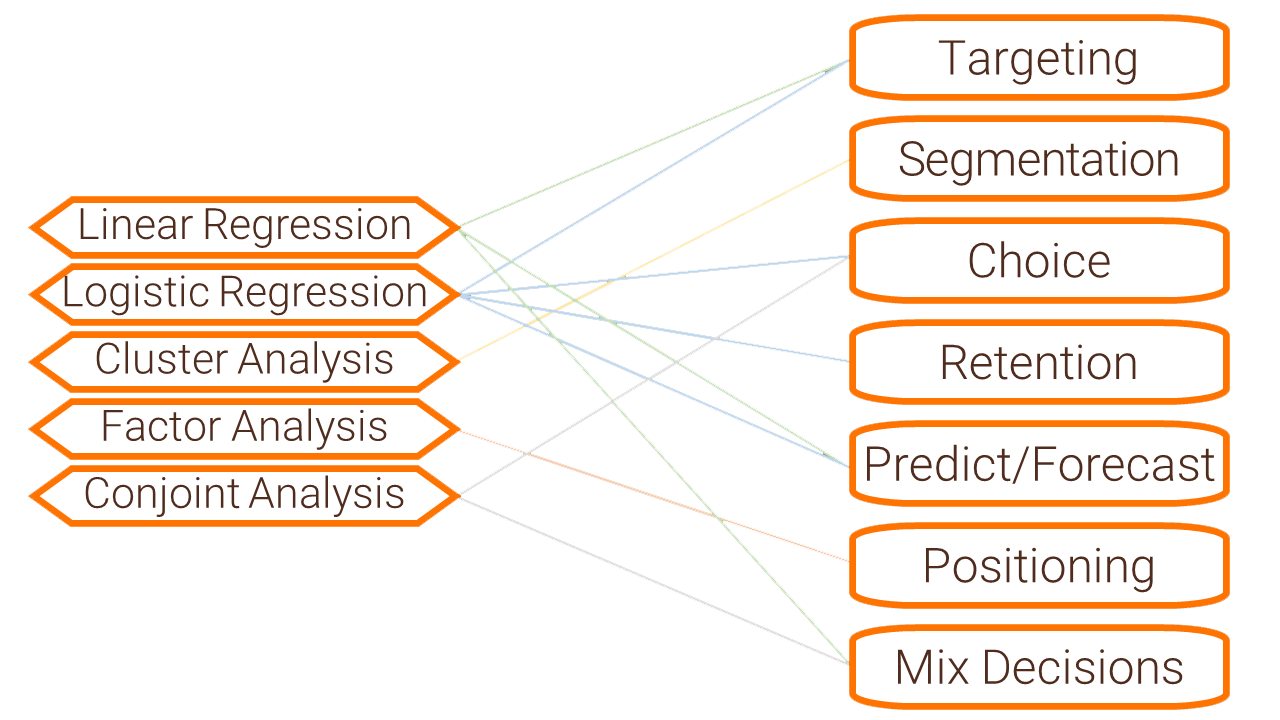 Linear Regression
Logistic Regression
Cluster Analysis
Factor Analysis
Conjoint Analysis
Targeting
Segmentation
Choice
Retention
Predict/Forecast
Positioning
Mix Decisions